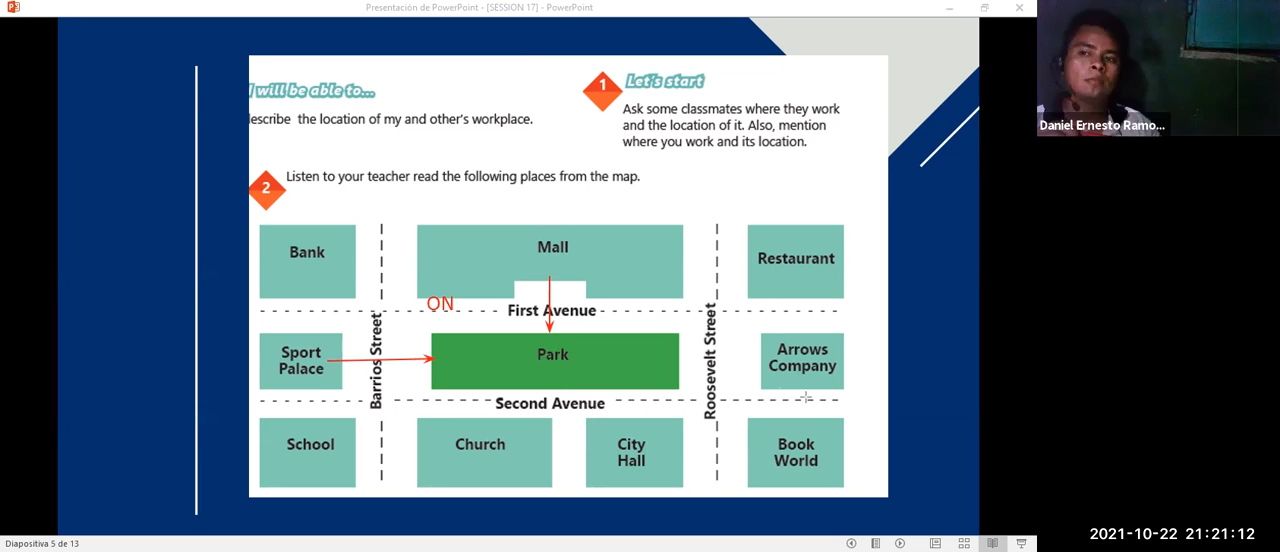 Presentación de PowerPoint - [SESSION 17] - PowerPoint
Daniel Ernesto Ramo...
I will be able to...
describe the location of my and other's workplace.
1
Let's start
Ask some classmates where they work
and the location of it. Also, mention
where you work and its location.
2
Listen to your teacher read the following places from the map.
Bank
Mall
Restaurant
ON
First Avenue
Sport
Palace
Barrios Street
Park
Roosevelt Street
Arrows
Company
Second Avenue
School
Church
City
Hall
Book
World
2021-10-22 21:21:12
Diapositiva 5 de 13